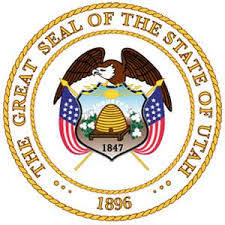 THE GREAT SEAL OF THE STATE OF UTAH
1847
1896